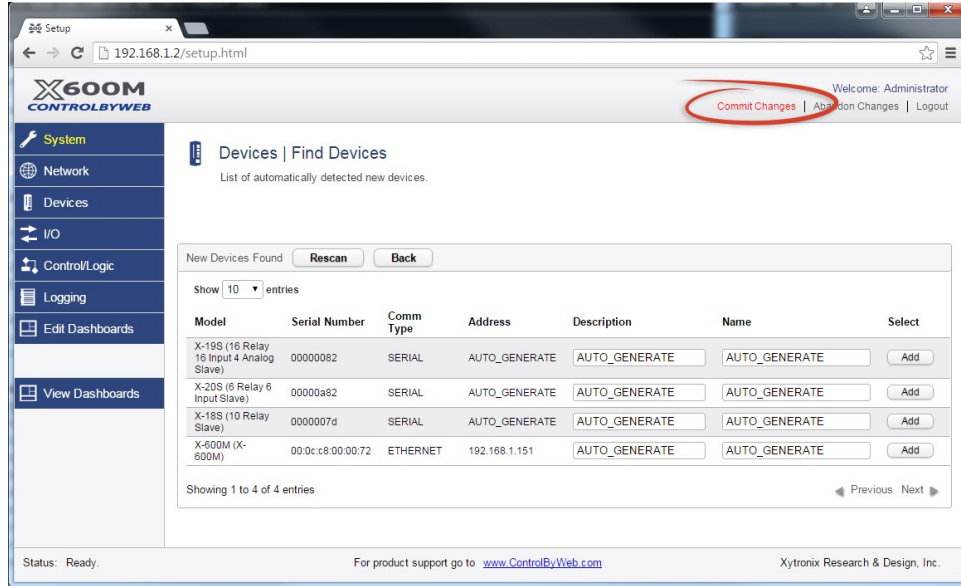 Setup
192.168.1.2/setup.html
X600M
CONTROLBYWEB
Welcome: Administrator
Commit Changes | Abandon Changes | Logout
System
Network
Devices
I/O
Control/Logic
Logging
Edit Dashboards
View Dashboards
Devices | Find Devices
List of automatically detected new devices.
New Devices Found Rescan Back
Show 10 entries
Model Serial Number Comm Type Address Description Name Select
X-19S (16 Relay
16 Input 4 Analog
Slave) 00000082 SERIAL AUTO_GENERATE AUTO_GENERATE AUTO_GENERATE Add
X-20S (6 Relay 6
Input Slave) 00000a82 SERIAL AUTO_GENERATE AUTO_GENERATE AUTO_GENERATE Add
X-18S (10 Relay
Slave) 0000007d SERIAL AUTO_GENERATE AUTO_GENERATE AUTO_GENERATE Add
X-600M (X-
600M) 00:0c:c8:00:00:72 ETHERNET 192.168.1.151 AUTO_GENERATE AUTO_GENERATE Add
Showing 1 to 4 of 4 entries
Previous Next
Status: Ready.
For product support go to www.ControlByWeb.com
Xytronix Research & Design, Inc.